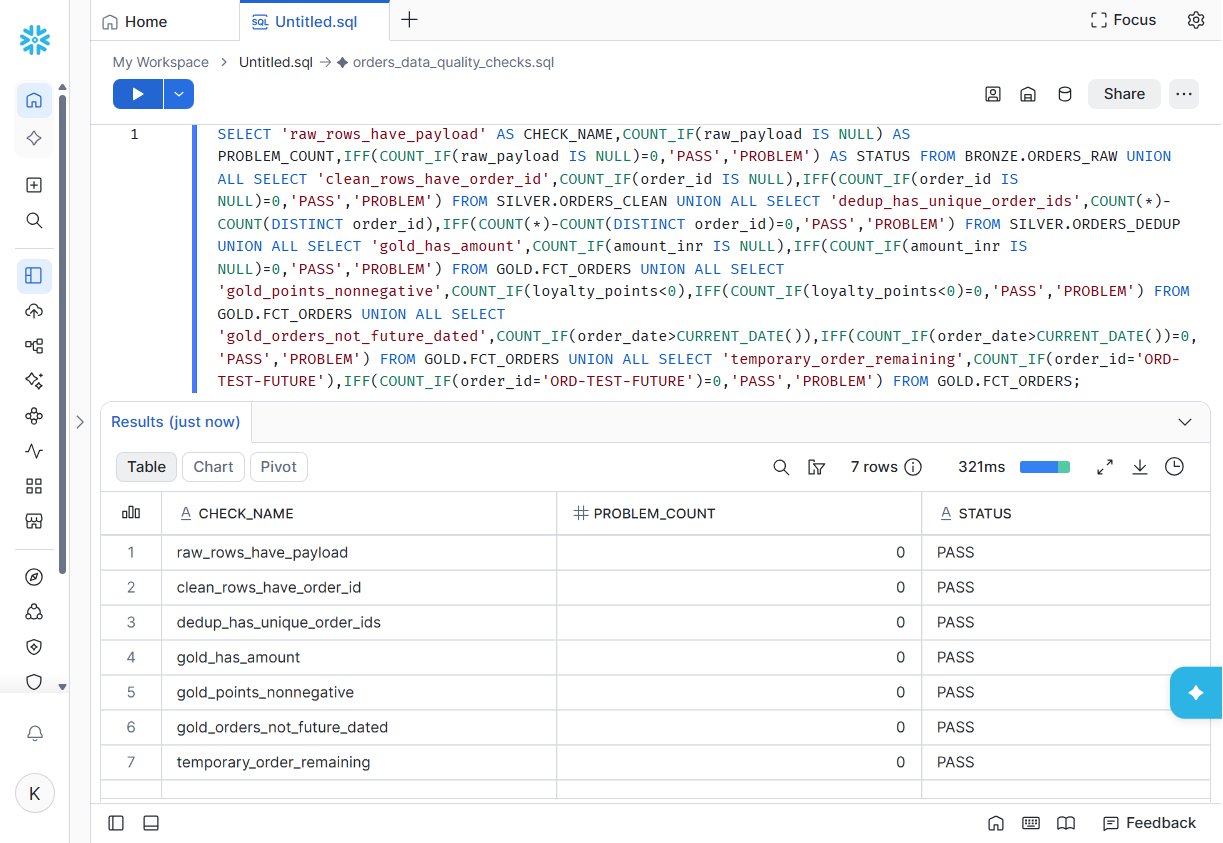 Home
Untitled.sql
Focus
My Workspace > Untitled.sql → orders_data_quality_checks.sql
Share
1
SELECT 'raw_rows_have_payload' AS CHECK_NAME,COUNT_IF(raw_payload IS NULL) AS
PROBLEM_COUNT,IFF(COUNT_IF(raw_payload IS NULL)=0,'PASS','PROBLEM') AS STATUS FROM BRONZE.ORDERS_RAW UNION
ALL SELECT 'clean_rows_have_order_id',COUNT_IF(order_id IS NULL),IFF(COUNT_IF(order_id IS
NULL)=0,'PASS','PROBLEM') FROM SILVER.ORDERS_CLEAN UNION ALL SELECT 'dedup_has_unique_order_ids',COUNT(*)-
COUNT(DISTINCT order_id),IFF(COUNT(*)-COUNT(DISTINCT order_id)=0,'PASS','PROBLEM') FROM SILVER.ORDERS_DEDUP
UNION ALL SELECT 'gold_has_amount',COUNT_IF(amount_inr IS NULL),IFF(COUNT_IF(amount_inr IS
NULL)=0,'PASS','PROBLEM') FROM GOLD.FCT_ORDERS UNION ALL SELECT
'gold_points_nonnegative',COUNT_IF(loyalty_points<0),IFF(COUNT_IF(loyalty_points<0)=0,'PASS','PROBLEM') FROM
GOLD.FCT_ORDERS UNION ALL SELECT
'gold_orders_not_future_dated',COUNT_IF(order_date>CURRENT_DATE()),IFF(COUNT_IF(order_date>CURRENT_DATE())=0,
'PASS','PROBLEM') FROM GOLD.FCT_ORDERS UNION ALL SELECT 'temporary_order_remaining',COUNT_IF(order_id='ORD-
TEST-FUTURE'),IFF(COUNT_IF(order_id='ORD-TEST-FUTURE')=0,'PASS','PROBLEM') FROM GOLD.FCT_ORDERS;
Results (just now)
Table Chart Pivot 7 rows 321ms
CHECK_NAME PROBLEM_COUNT STATUS
1 raw_rows_have_payload 0 PASS
2 clean_rows_have_order_id 0 PASS
3 dedup_has_unique_order_ids 0 PASS
4 gold_has_amount 0 PASS
5 gold_points_nonnegative 0 PASS
6 gold_orders_not_future_dated 0 PASS
7 temporary_order_remaining 0 PASS
K
Feedback